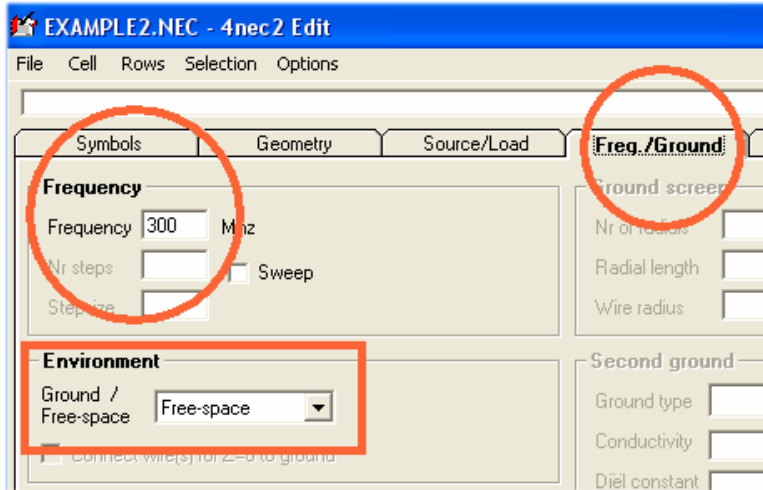 EXAMPLE2.NEC - 4nec2 Edit
File Cell Rows Selection Options
Symbols Geometry Source/Load Freq./Ground
Frequency
Frequency 300 Mhz
Nr steps
Sweep
Stepsize
Ground screen
Nr of radials
Radial length
Wire radius
Environment
Ground /
Free-space
Free-space
Connect wire(s) for Z=0 to ground
Second ground
Ground type
Conductivity
Diël constant